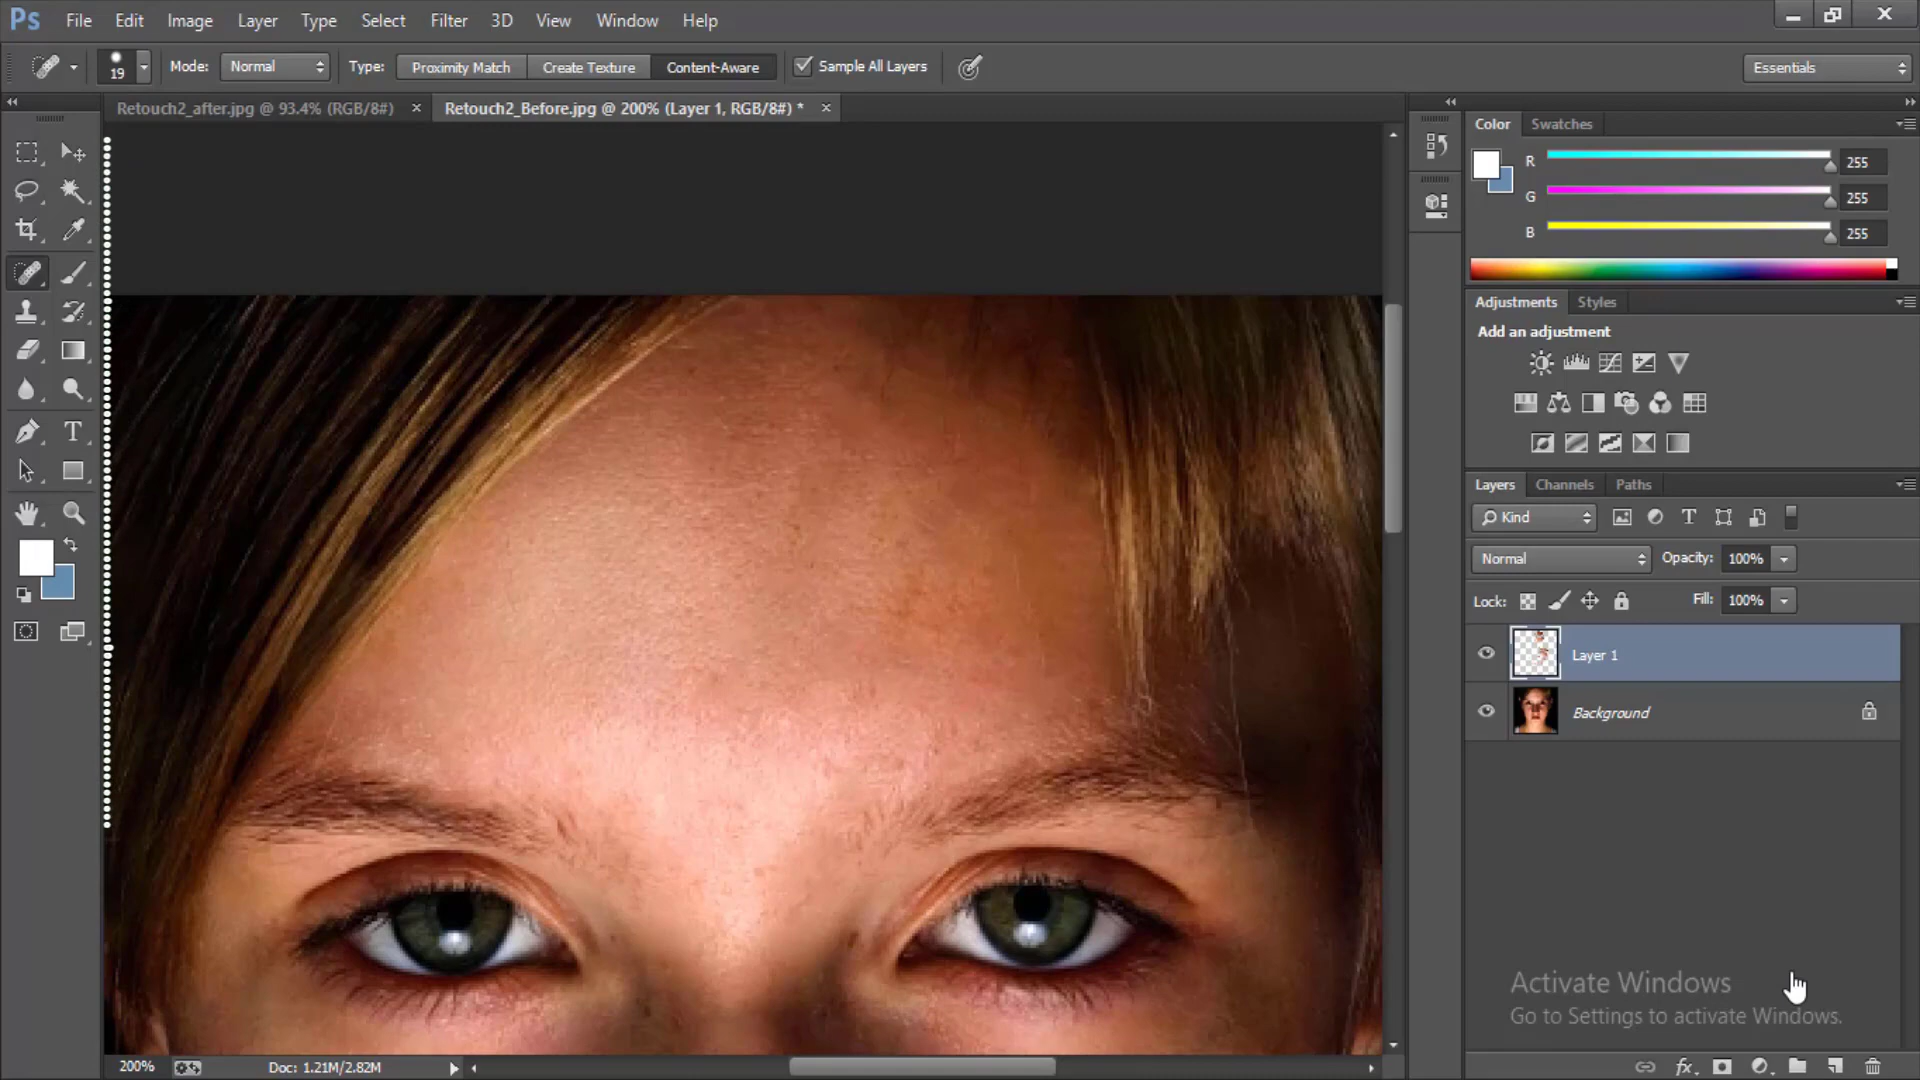 Ps File Edit Image Layer Type Select Filter 3D View Window Help
19 Mode: Normal Type: Proximity Match Create Texture Content-Aware Sample All Layers Essentials
Retouch2_after.jpg @ 93.4% (RGB/8#) × Retouch2_Before.jpg @ 200% (Layer 1, RGB/8#) * ×
Color Swatches
R 255
G 255
B 255
Adjustments Styles
Add an adjustment
Layers Channels Paths
Kind
Normal Opacity: 100%
Lock: Fill: 100%
Layer 1
Background
Activate Windows
Go to Settings to activate Windows.
200% Doc: 1.21M/2.82M